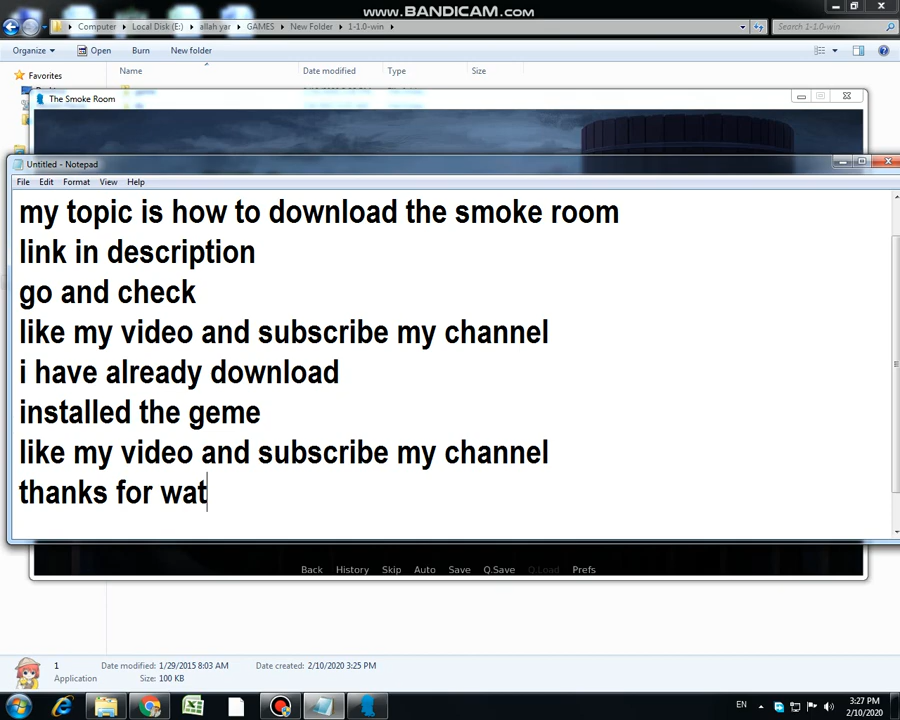 WWW.BANDICAM.COM
Computer ▸ Local Disk (E:) ▸ allah yar ▸ GAMES ▸ New Folder ▸ 1-1.0-win ▸
Search 1-1.0-win
Organize ▾ Open Burn New folder
Favorites
Name Date modified Type Size
The Smoke Room
Untitled - Notepad
File Edit Format View Help
my topic is how to download the smoke room
link in description
go and check
like my video and subscribe my channel
i have already download
installed the geme
like my video and subscribe my channel
thanks for wat
Back History Skip Auto Save Q.Save Q.Load Prefs
1 Date modified: 1/29/2015 8:03 AM Date created: 2/10/2020 3:25 PM
Application Size: 100 KB
EN
3:27 PM
2/10/2020